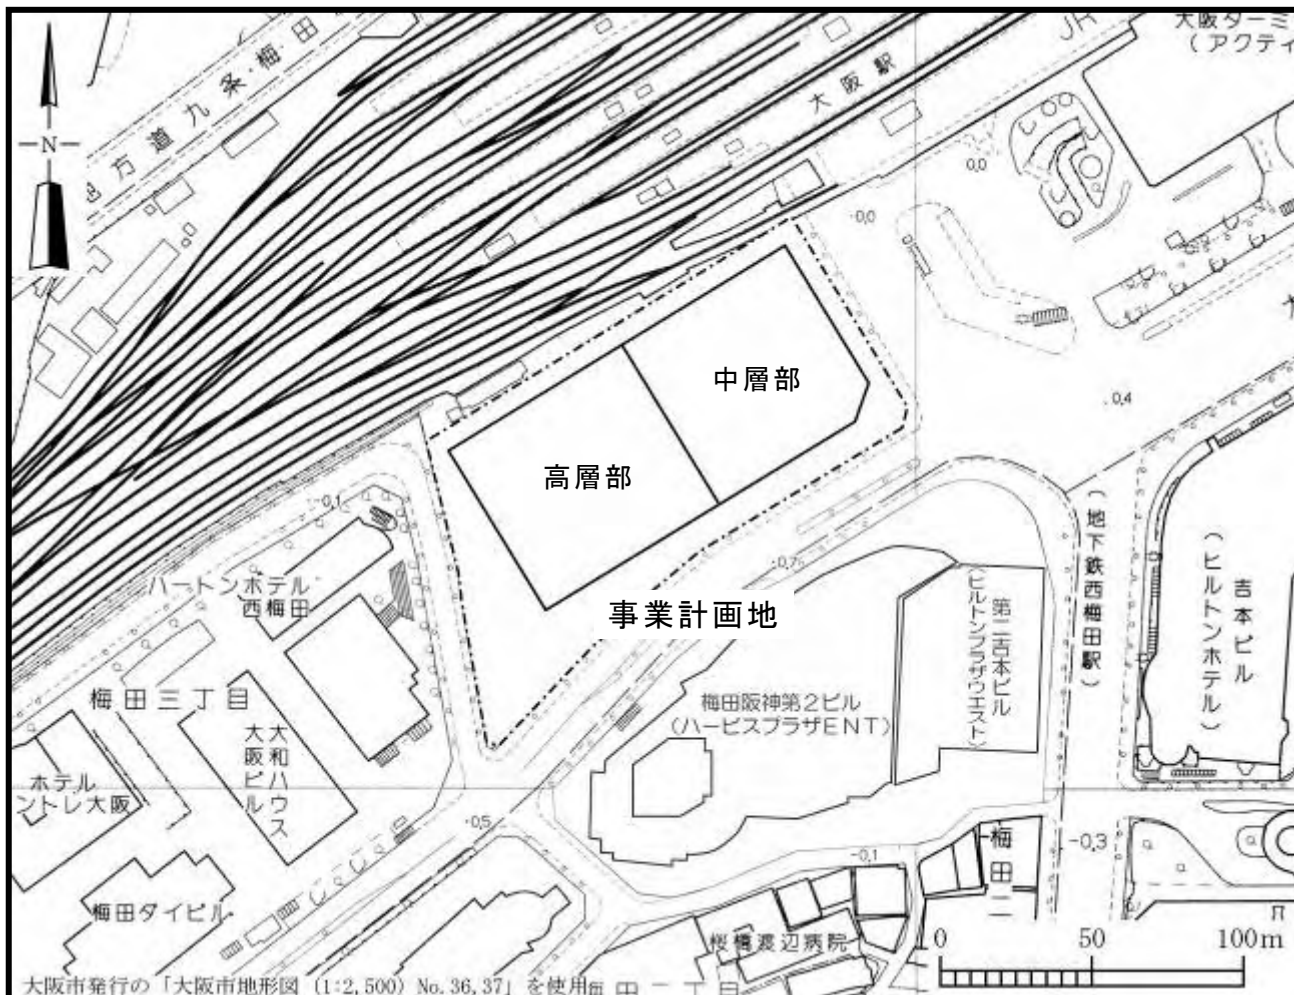 大阪ターミ
(アクティ
JR
大阪駅
地方道九条・梅田
N
0.0
-0.0
中層部
高層部
-0.4
-0.1
-0.7
事業計画地
ハートンホテル
西梅田
梅田三丁目
大和ハウス
大阪ビル
ホテル
ントレ大阪
梅田ダイビル
-0.5
梅田阪神第2ビル
(ハービスプラザENT)
第二吉本ビル
(ヒルトンプラザウエスト)
(地下鉄西梅田駅)
吉本ビル
(ヒルトンホテル)
-0.3
-0.1
梅田二
桜橋渡辺病院
0 50 100m
大阪市発行の「大阪市地形図 (1:2,500) No.36,37」を使用
梅田二丁目